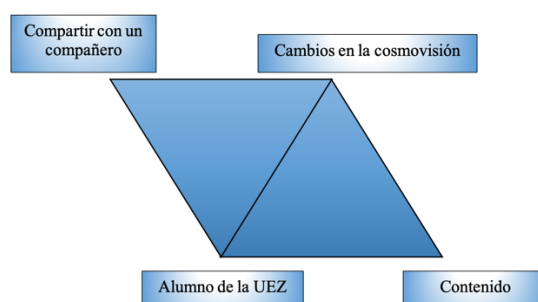 Compartir con un
compañero
Cambios en la cosmovisión
Alumno de la UEZ
Contenido